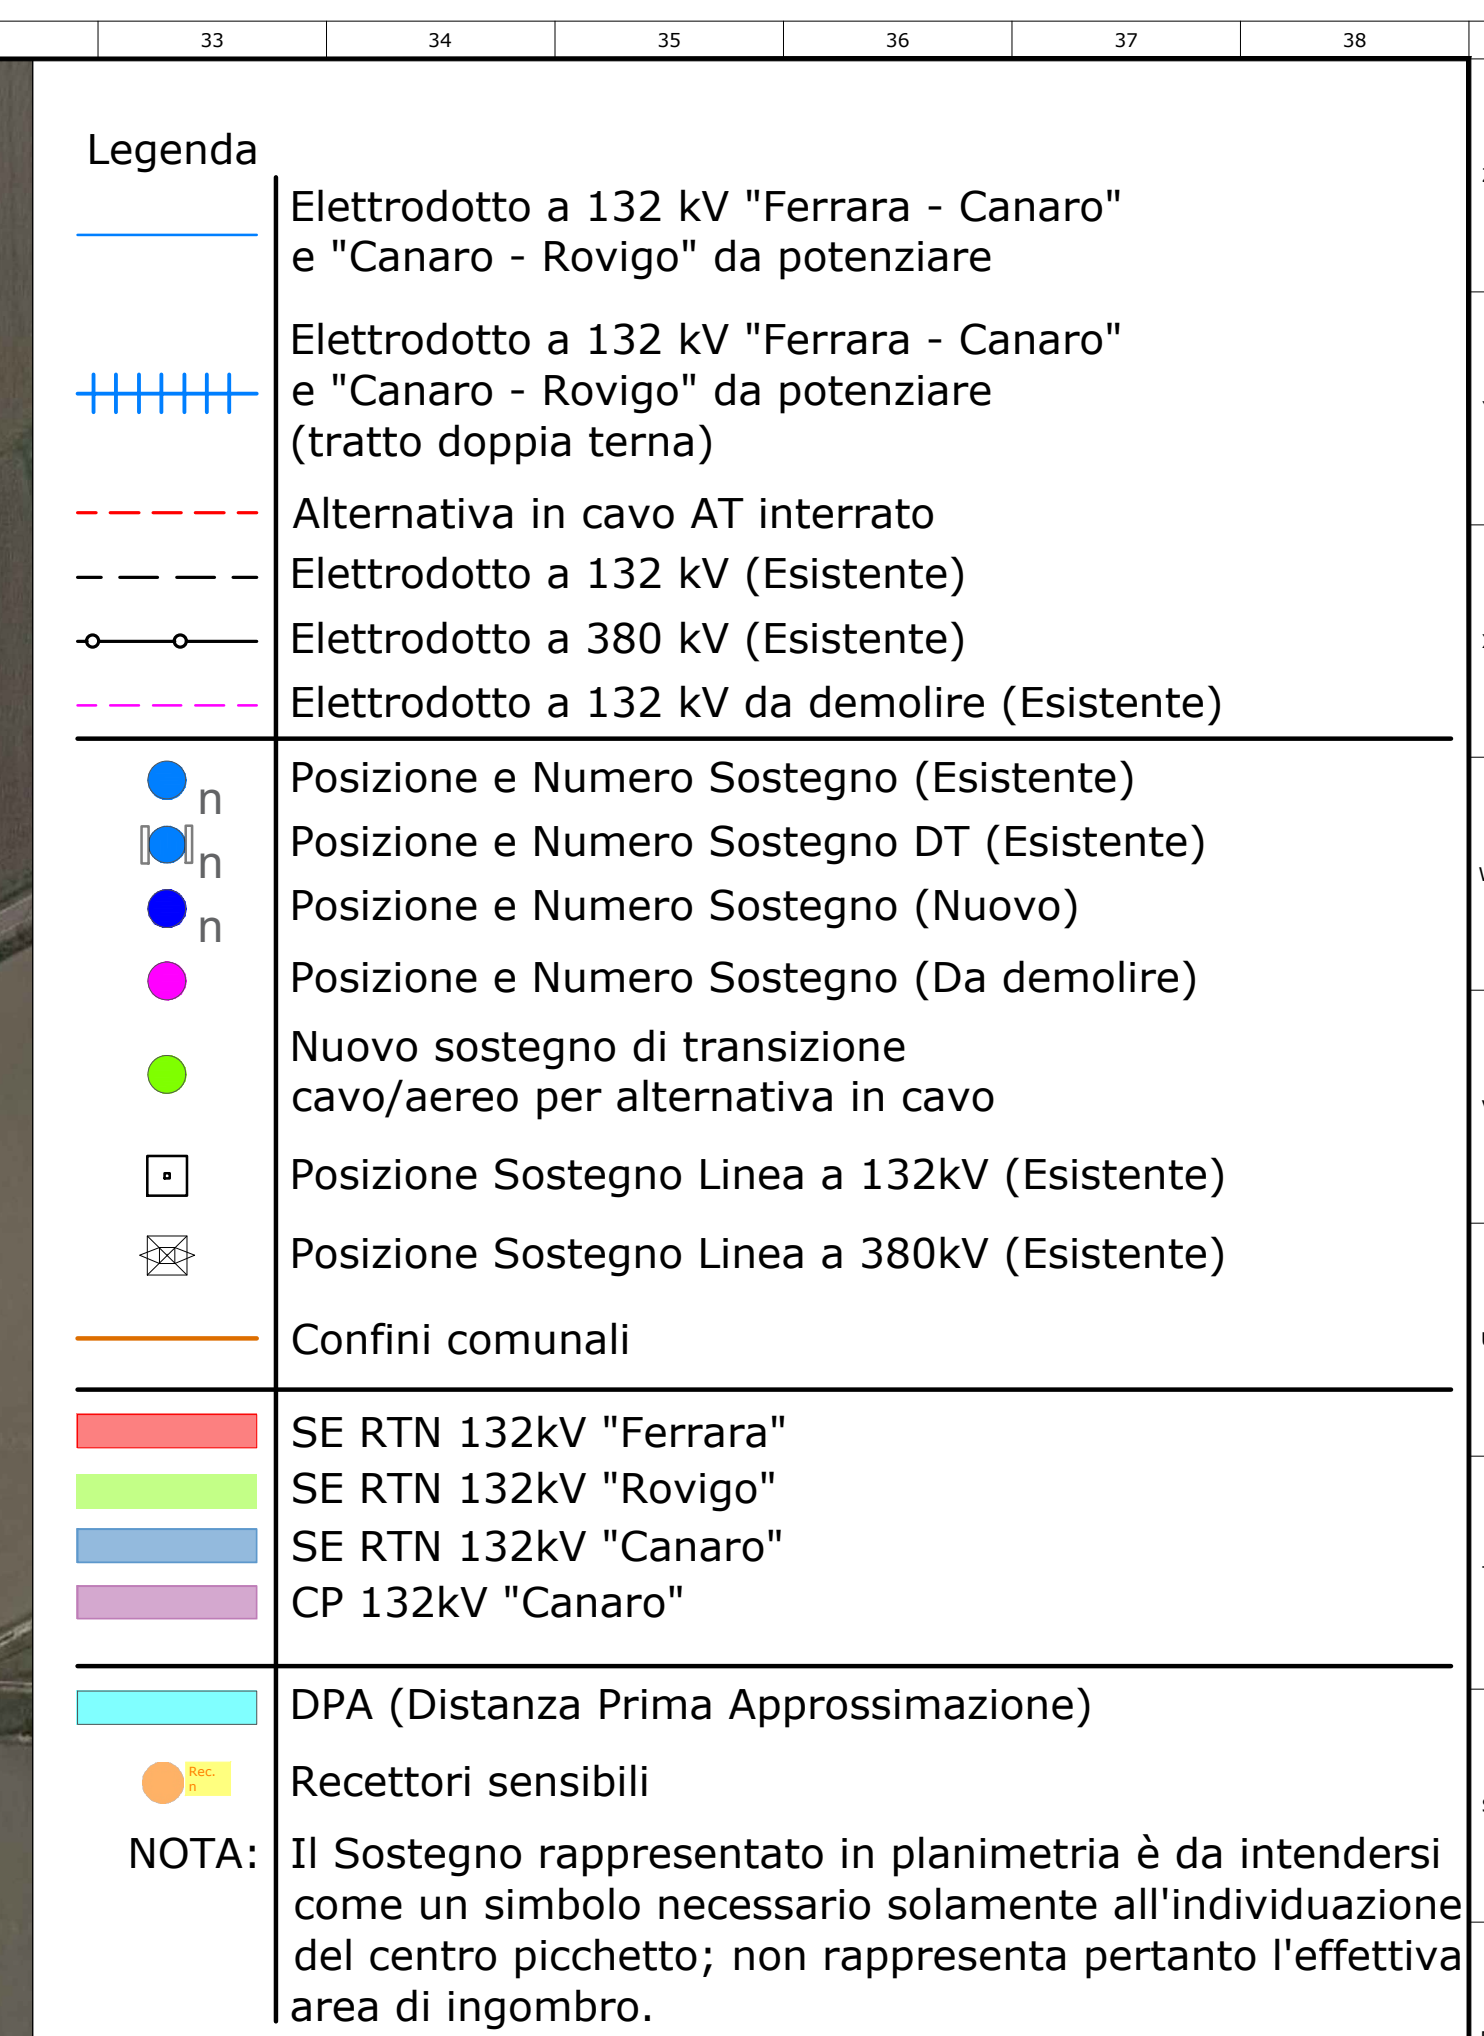 33 34 35 36 37 38
Legenda
Elettrodotto a 132 kV "Ferrara - Canaro"
e "Canaro - Rovigo" da potenziare
Elettrodotto a 132 kV "Ferrara - Canaro"
e "Canaro - Rovigo" da potenziare
(tratto doppia terna)
Alternativa in cavo AT interrato
Elettrodotto a 132 kV (Esistente)
Elettrodotto a 380 kV (Esistente)
Elettrodotto a 132 kV da demolire (Esistente)
n Posizione e Numero Sostegno (Esistente)
n Posizione e Numero Sostegno DT (Esistente)
n Posizione e Numero Sostegno (Nuovo)
Posizione e Numero Sostegno (Da demolire)
Nuovo sostegno di transizione
cavo/aereo per alternativa in cavo
Posizione Sostegno Linea a 132kV (Esistente)
Posizione Sostegno Linea a 380kV (Esistente)
Confini comunali
SE RTN 132kV "Ferrara"
SE RTN 132kV "Rovigo"
SE RTN 132kV "Canaro"
CP 132kV "Canaro"
DPA (Distanza Prima Approssimazione)
Rec.
n
Recettori sensibili
NOTA: Il Sostegno rappresentato in planimetria è da intendersi
come un simbolo necessario solamente all'individuazione
del centro picchetto; non rappresenta pertanto l'effettiva
area di ingombro.